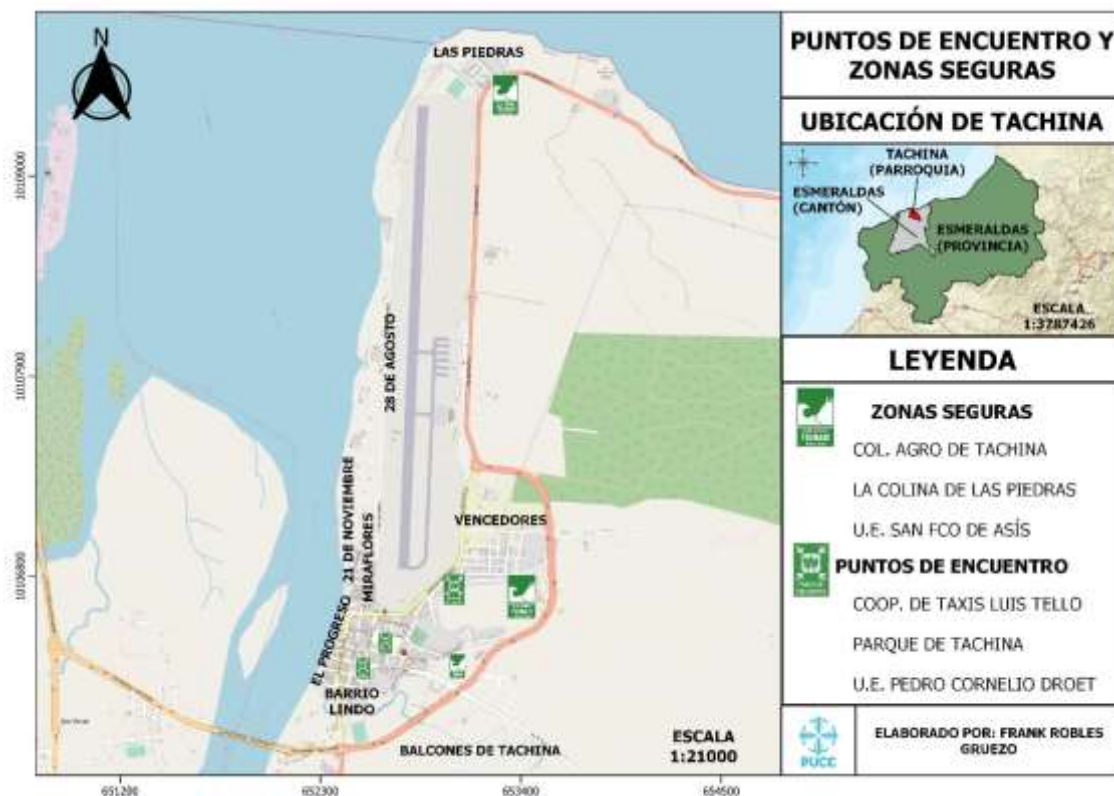 N
LAS PIEDRAS
28 DE AGOSTO
21 DE NOVIEMBRE
MIRAFLORES
EL PROGRESO
VENCEDORES
BARRIO
LINDO
BALCONES DE TACHINA
ESCALA
1:21000
10109000
10107900
10106800
651200
652300
653400
654500
PUNTOS DE ENCUENTRO Y
ZONAS SEGURAS
UBICACIÓN DE TACHINA
TACHINA
(PARROQUIA)
ESMERALDAS
(CANTÓN)
ESMERALDAS
(PROVINCIA)
ESCALA
1:3787426
LEYENDA
ZONAS SEGURAS
COL. AGRO DE TACHINA
LA COLINA DE LAS PIEDRAS
U.E. SAN FCO DE ASÍS
PUNTOS DE ENCUENTRO
COOP. DE TAXIS LUIS TELLO
PARQUE DE TACHINA
U.E. PEDRO CORNELIO DROET
PUCE
ELABORADO POR: FRANK ROBLES
GRUEZO